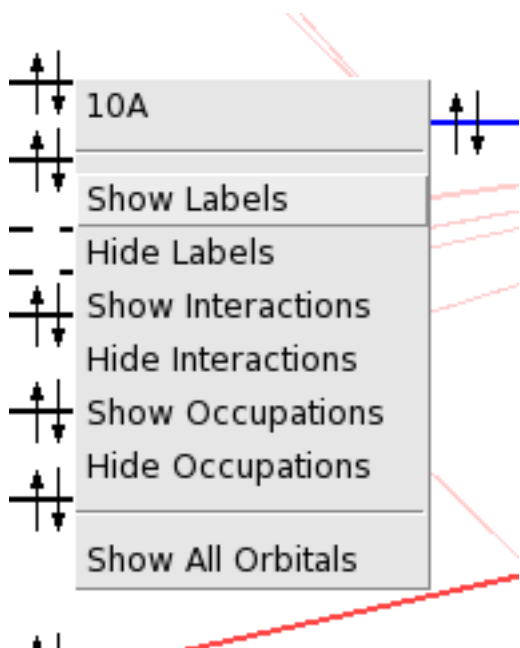 10A
Show Labels
Hide Labels
Show Interactions
Hide Interactions
Show Occupations
Hide Occupations
Show All Orbitals